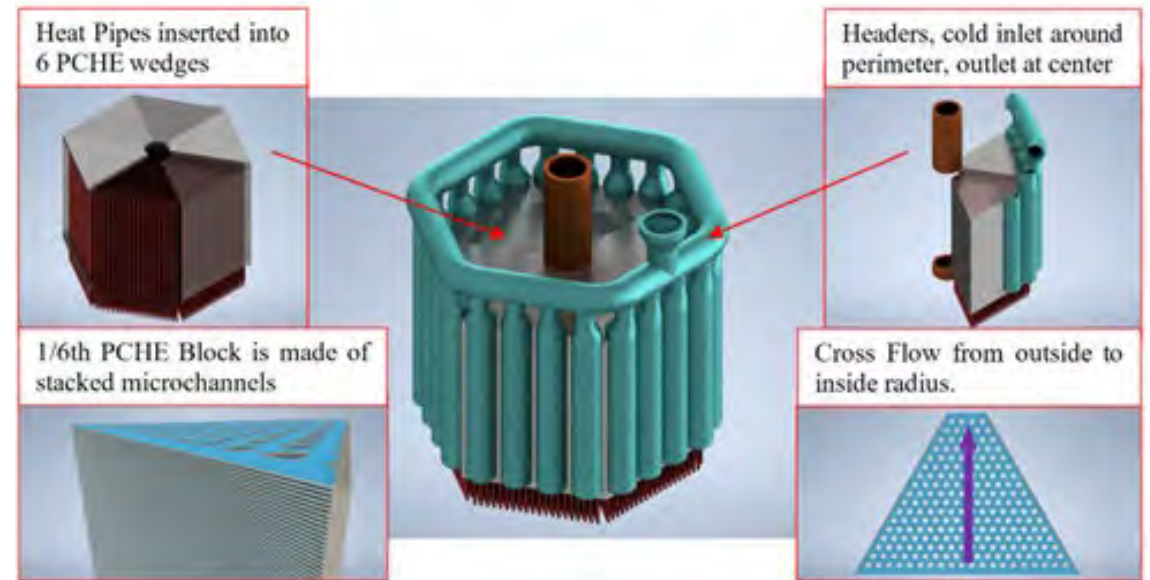 Heat Pipes inserted into
6 PCHE wedges
Headers, cold inlet around
perimeter, outlet at center
1/6th PCHE Block is made of
stacked microchannels
Cross Flow from outside to
inside radius.